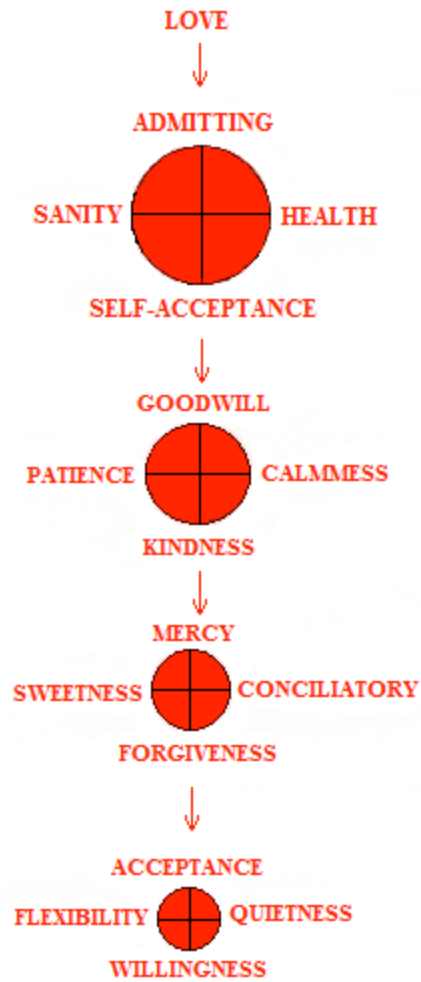 LOVE
ADMITTING
SANITY HEALTH
SELF-ACCEPTANCE
GOODWILL
PATIENCE CALMMESS
KINDNESS
MERCY
SWEETNESS CONCILIATORY
FORGIVENESS
ACCEPTANCE
FLEXIBILITY QUIETNESS
WILLINGNESS